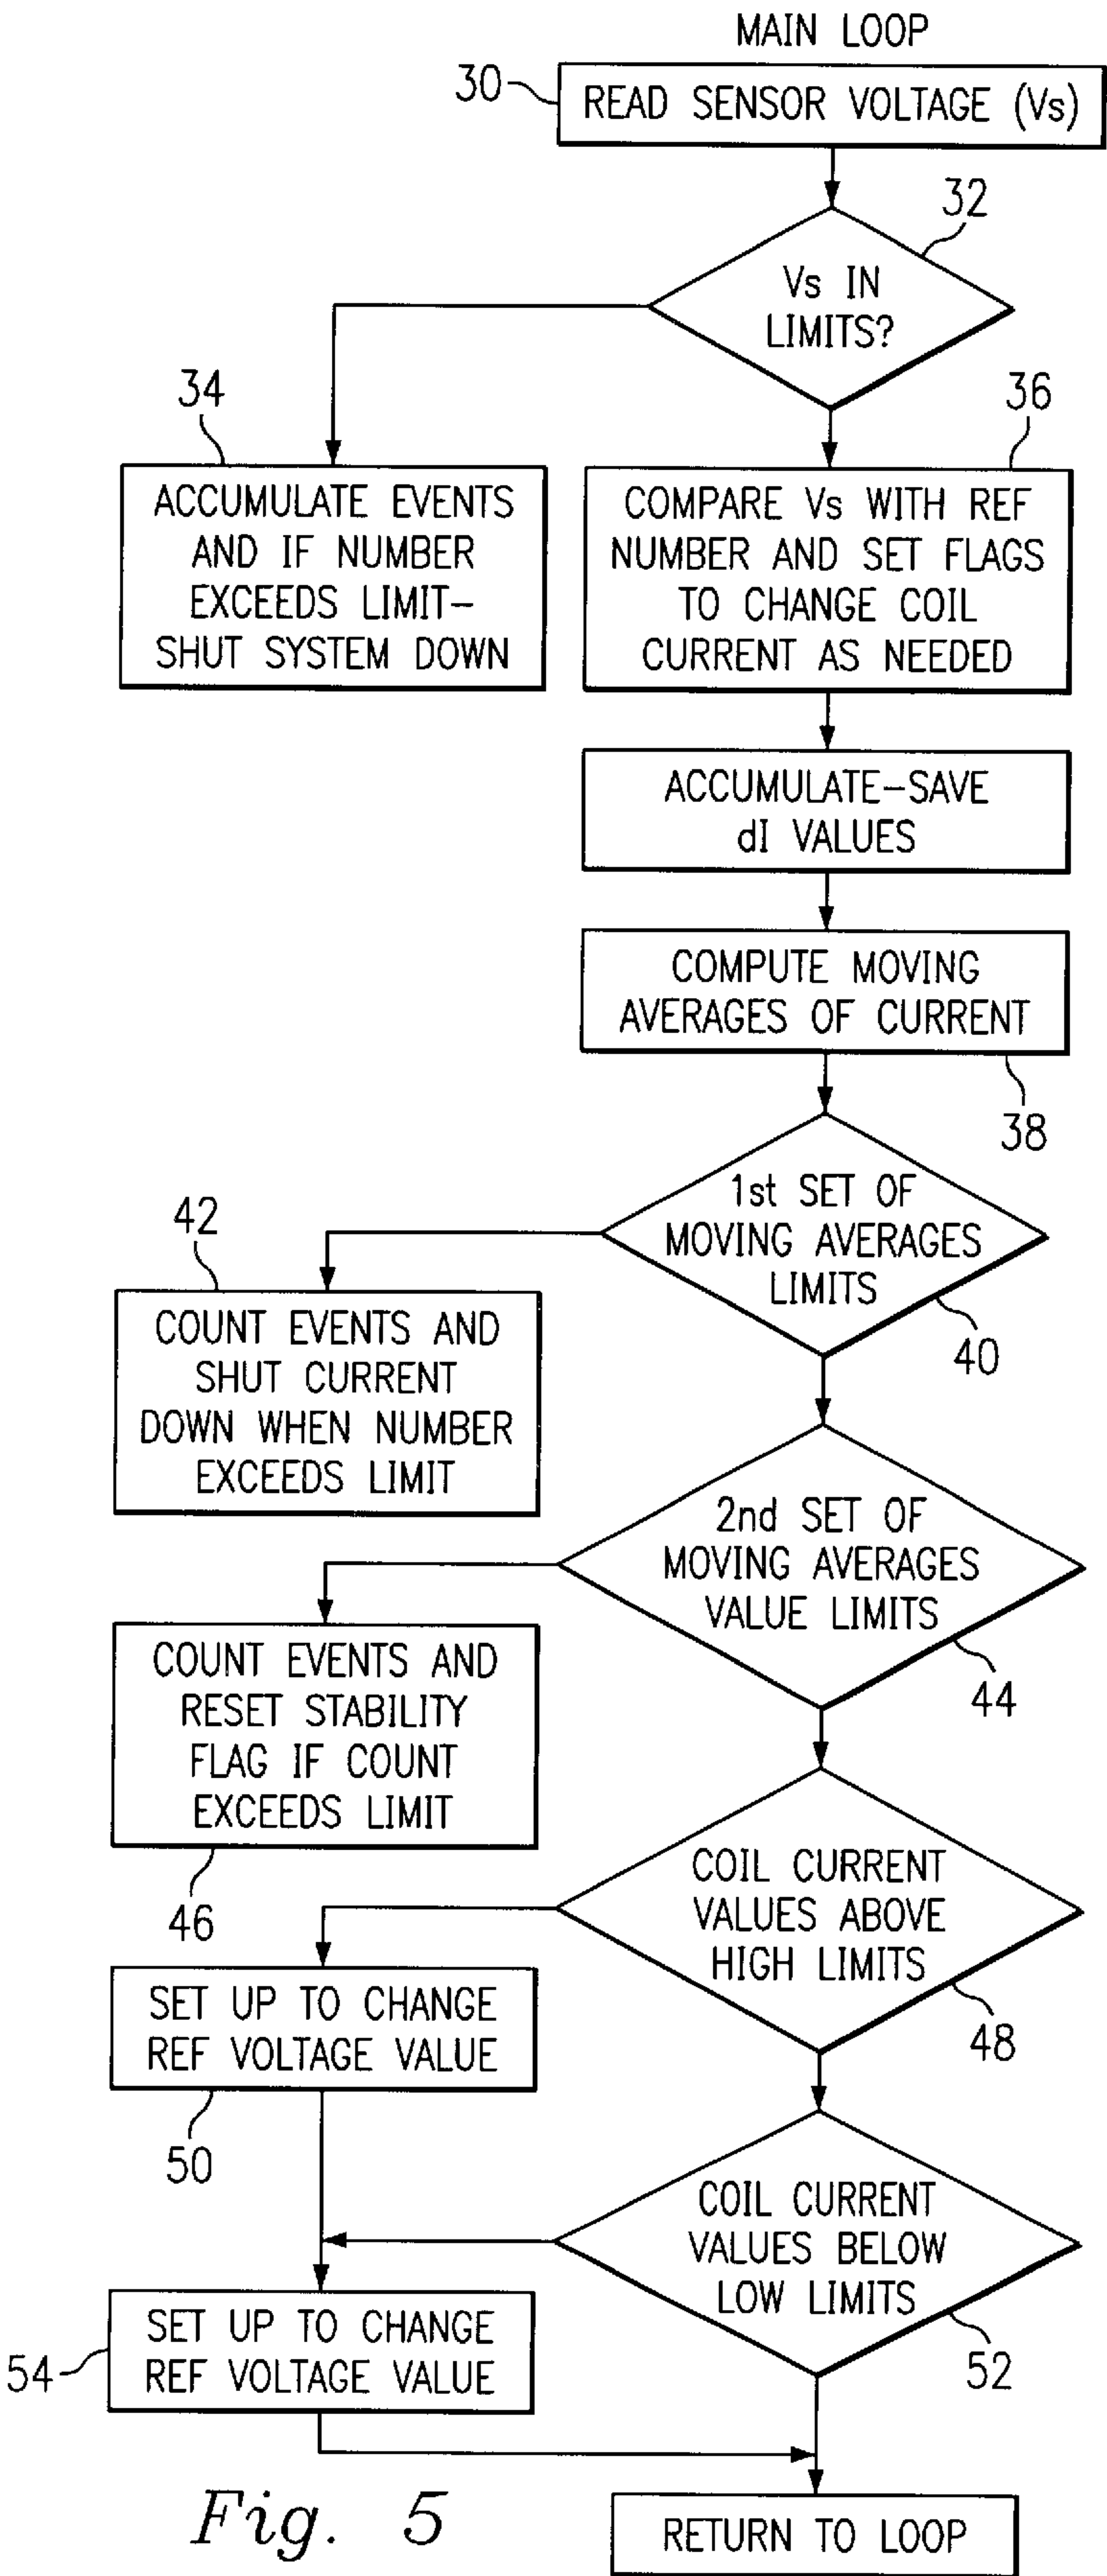 MAIN LOOP
30
READ SENSOR VOLTAGE (Vs)
32
Vs IN
LIMITS?
34
ACCUMULATE EVENTS
AND IF NUMBER
EXCEEDS LIMIT-
SHUT SYSTEM DOWN
36
COMPARE Vs WITH REF
NUMBER AND SET FLAGS
TO CHANGE COIL
CURRENT AS NEEDED
ACCUMULATE-SAVE
dI VALUES
COMPUTE MOVING
AVERAGES OF CURRENT
38
1st SET OF
MOVING AVERAGES
LIMITS
40
42
COUNT EVENTS AND
SHUT CURRENT
DOWN WHEN NUMBER
EXCEEDS LIMIT
2nd SET OF
MOVING AVERAGES
VALUE LIMITS
44
COUNT EVENTS AND
RESET STABILITY
FLAG IF COUNT
EXCEEDS LIMIT
46
COIL CURRENT
VALUES ABOVE
HIGH LIMITS
48
SET UP TO CHANGE
REF VOLTAGE VALUE
50
COIL CURRENT
VALUES BELOW
LOW LIMITS
52
54
SET UP TO CHANGE
REF VOLTAGE VALUE
RETURN TO LOOP
Fig. 5